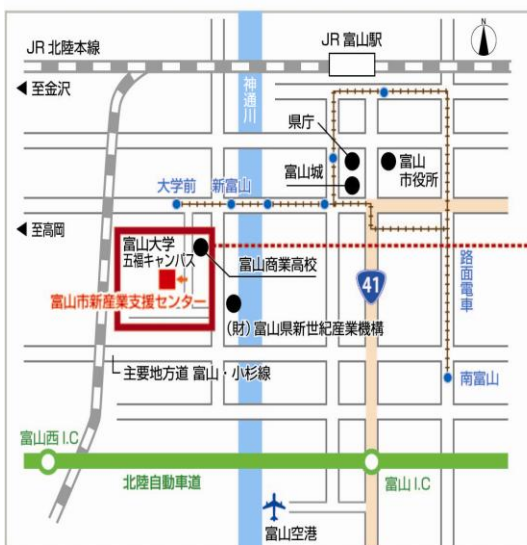 JR 北陸本線
JR 富山駅
N
至金沢
神通川
県庁
富山城
富山
市役所
大学前
新富山
至高岡
富山大学
五福キャンパス
富山商業高校
富山市新産業支援センター
(財)富山県新世紀産業機構
41
路面電車
主要地方道 富山・小杉線
南富山
富山西 I.C
北陸自動車道
富山 I.C
富山空港